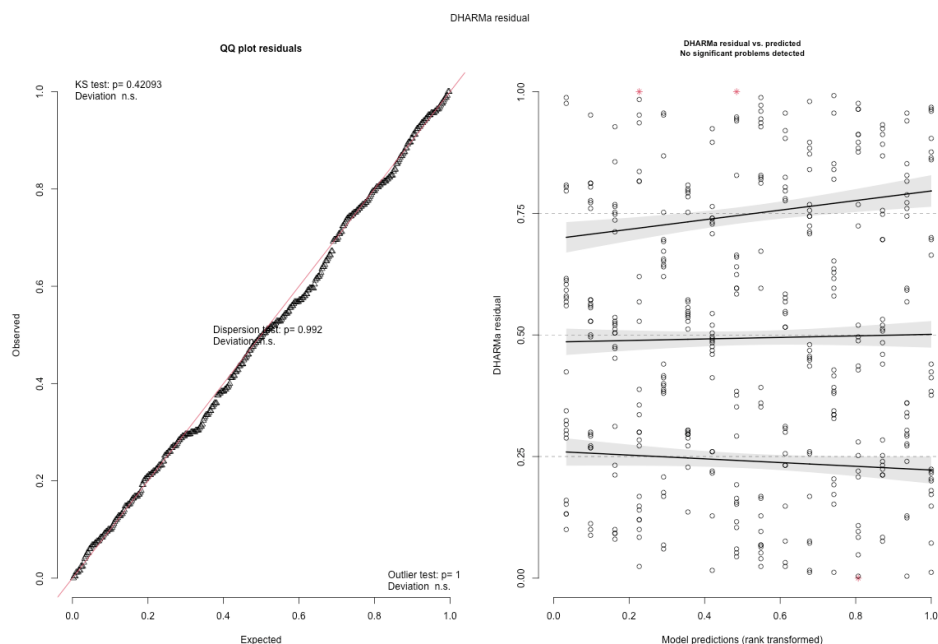 DHARMa residual
QQ plot residuals
KS test: p= 0.42093
Deviation n.s.
Dispersion test: p= 0.992
Deviation n.s.
Outlier test: p= 1
Deviation n.s.
Observed
0.0
0.2
0.4
0.6
0.8
1.0
0.0 0.2 0.4 0.6 0.8 1.0
Expected
DHARMa residual vs. predicted
No significant problems detected
DHARMa residual
0.00
0.25
0.50
0.75
1.00
0.0 0.2 0.4 0.6 0.8 1.0
Model predictions (rank transformed)